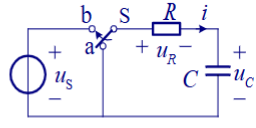 b S R i
a
+ + u_R − +
u_S C u_C
− −